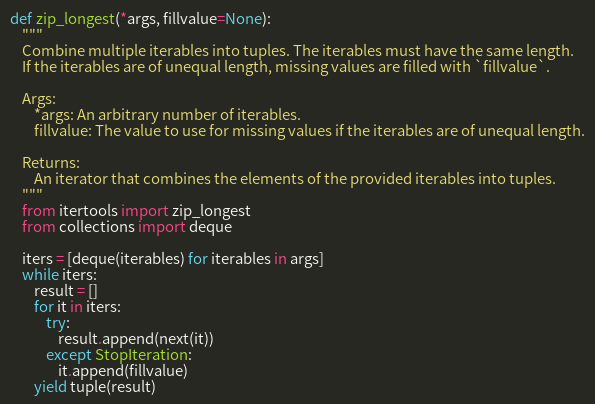 def zip_longest(*args, fillvalue=None):
    """
    Combine multiple iterables into tuples. The iterables must have the same length.
    If the iterables are of unequal length, missing values are filled with `fillvalue`.

    Args:
        *args: An arbitrary number of iterables.
        fillvalue: The value to use for missing values if the iterables are of unequal length.

    Returns:
        An iterator that combines the elements of the provided iterables into tuples.
    """
    from itertools import zip_longest
    from collections import deque

    iters = [deque(iterables) for iterables in args]
    while iters:
        result = []
        for it in iters:
            try:
                result.append(next(it))
            except StopIteration:
                it.append(fillvalue)
        yield tuple(result)